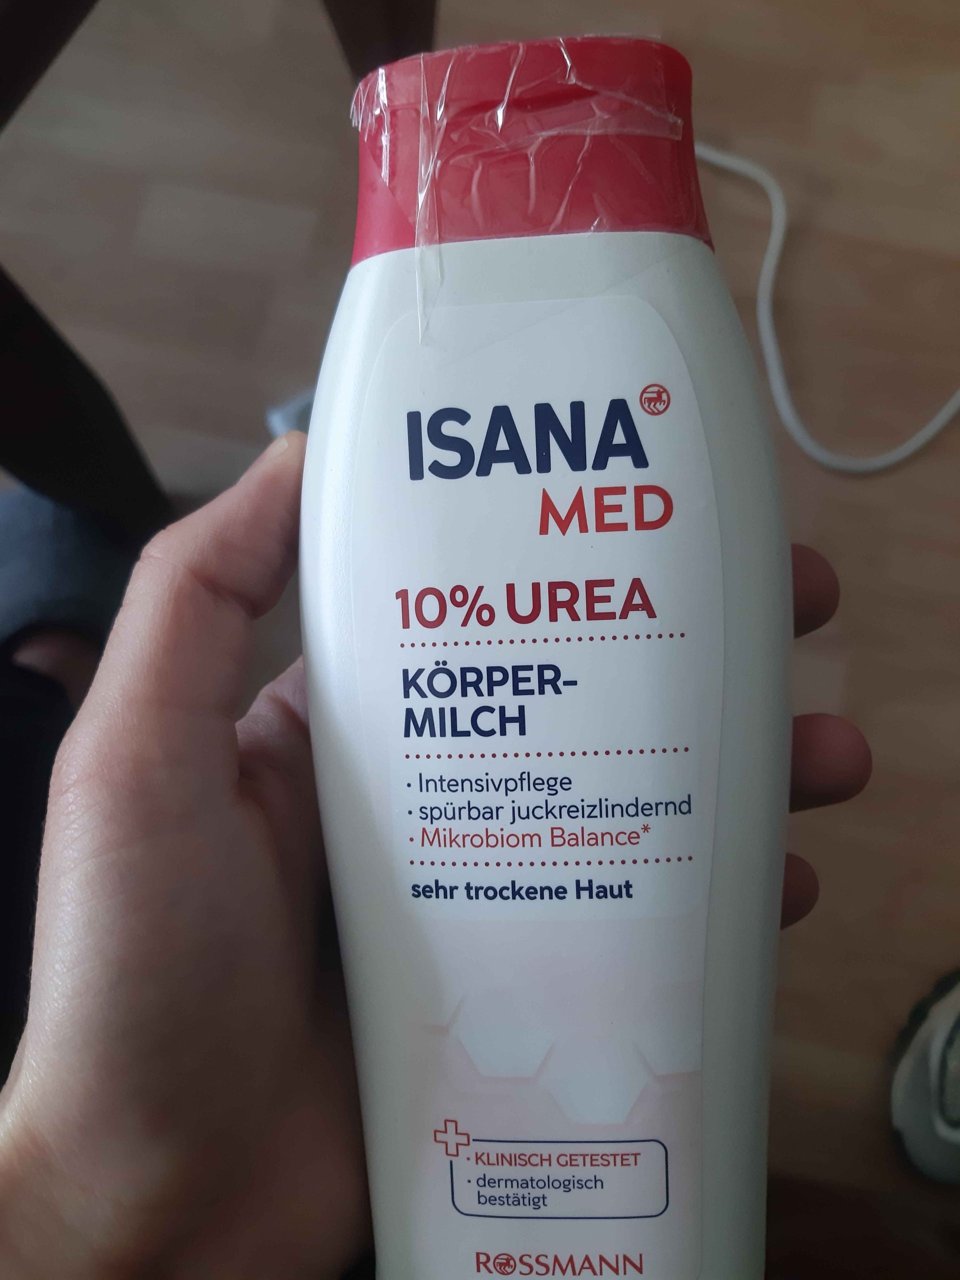 ISANA
MED
10% UREA
KÖRPER-
MILCH
· Intensivpflege
· spürbar juckreizlindernd
· Mikrobiom Balance*
sehr trockene Haut
· KLINISCH GETESTET
· dermatologisch
bestätigt
ROSSMANN